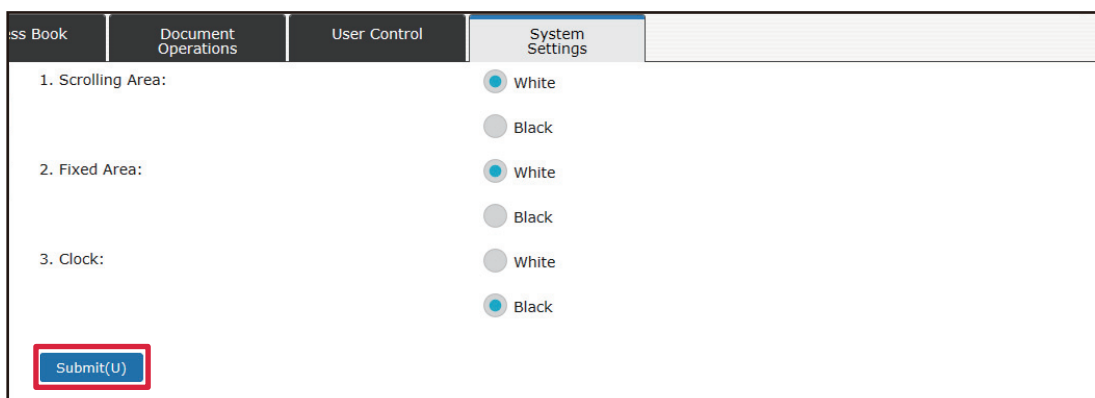 ss Book
Document
Operations
User Control
System
Settings
1. Scrolling Area:
White
Black
2. Fixed Area:
White
Black
3. Clock:
White
Black
Submit(U)